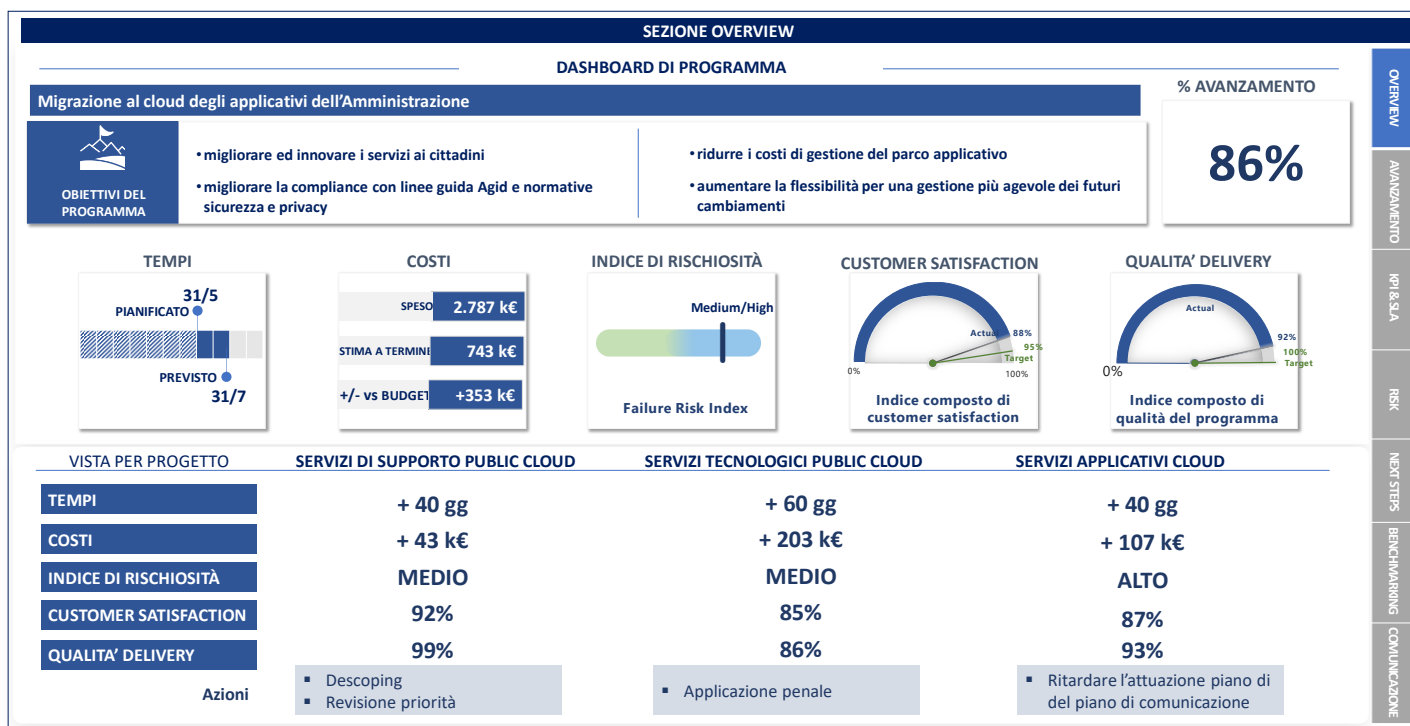 SEZIONE OVERVIEW
DASHBOARD DI PROGRAMMA
Migrazione al cloud degli applicativi dell'Amministrazione
% AVANZAMENTO
86%
OBIETTIVI DEL
PROGRAMMA
•migliorare ed innovare i servizi ai cittadini
•migliorare la compliance con linee guida Agid e normative
sicurezza e privacy
•ridurre i costi di gestione del parco applicativo
•aumentare la flessibilità per una gestione più agevole dei futuri
cambiamenti
TEMPI
31/5
PIANIFICATO
PREVISTO
31/7
COSTI
SPESO 2.787 k€
STIMA A TERMINE 743 k€
+/- vs BUDGET +353 k€
INDICE DI RISCHIOSITÀ
Medium/High
Failure Risk Index
CUSTOMER SATISFACTION
Actual 88%
95%
Target
0%
100%
Indice composto di
customer satisfaction
QUALITA' DELIVERY
Actual
92%
100%
Target
0%
Indice composto di
qualità del programma
VISTA PER PROGETTO SERVIZI DI SUPPORTO PUBLIC CLOUD SERVIZI TECNOLOGICI PUBLIC CLOUD SERVIZI APPLICATIVI CLOUD
TEMPI + 40 gg + 60 gg + 40 gg
COSTI + 43 k€ + 203 k€ + 107 k€
INDICE DI RISCHIOSITÀ MEDIO MEDIO ALTO
CUSTOMER SATISFACTION 92% 85% 87%
QUALITA' DELIVERY 99% 86% 93%
Azioni
▪ Descoping
▪ Revisione priorità
▪ Applicazione penale
▪ Ritardare l'attuazione piano di
del piano di comunicazione
OVERVIEW
AVANZAMENTO
KPI & SLA
RISK
NEXT STEPS
BENCHMARKING
COMUNICAZIONE